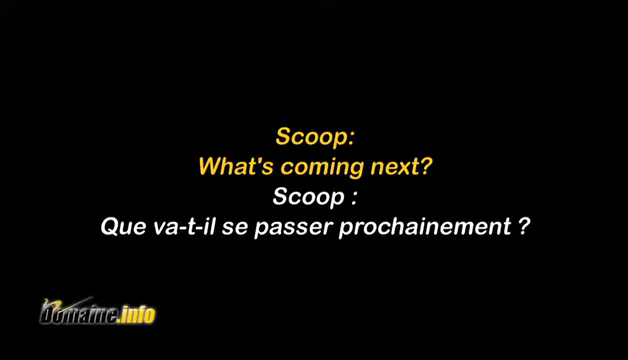 Scoop:
What's coming next?
Scoop :
Que va-t-il se passer prochainement ?
Domaine.info